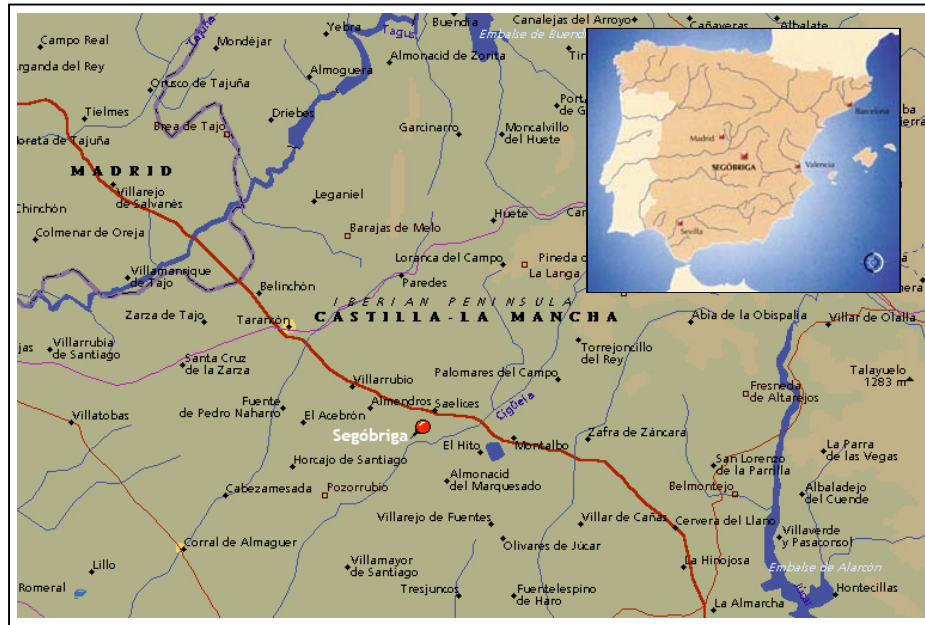 Campo Real
Mondéjar
Tajuña
Yebra
Tagus
Buendia
Canalejas del Arroyo
Cañaveras
Albalate
Embalse de Buend
rganda del Rey
Orusco de Tajuña
Almoguera
Almonacid de Zorita
Tielmes
Brea de Tajo
Driebes
Garcinarro
Moncalvillo
del Huete
Porta
de G
orata de Tajuña
MADRID
Villarejo
de Salvanés
Leganiel
Chinchón
Colmenar de Oreja
Barajas de Melo
Huete
Can
Villamanrique
de Tajo
Belinchón
Loranca del Campo
Pineda
La Langa
Paredes
IBERIAN PENINSULA
CASTILLA-LA MANCHA
Zarza de Tajo
Tarancón
Abia de la Obispalia
Villar de Olalla
jas
Villarrubia
de Santiago
Santa Cruz
de la Zarza
Torrejoncillo
del Rey
Talayuelo
1283 m
Villarrubio
Palomares del Campo
Fresneda
de Altarejos
Villatobas
Fuente
de Pedro Naharro
El Acebrón
Almendros
Saelices
Cigüela
Segóbriga
El Hito
Montalbo
Zafra de Záncara
La Parra
de las Vegas
Horcajo de Santiago
San Lorenzo
de la Parrilla
Cabezamesada
Pozorrubio
Almonacid
del Marquesado
Belmontejo
Albaladejo
del Cuende
Villarejo de Fuentes
Villar de Cañas
Cervera del Llano
Villaverde
y Pasaconsol
Corral de Almaguer
Olivares de Júcar
Lillo
Villamayor
de Santiago
La Hinojosa
Embalse de Alarcón
Romeral
Tresjuncos
Fuentelespino
de Haro
Júcar
Hontecillas
La Almarcha
Barcelona
Madrid
SEGÓBRIGA
Valencia
Sevilla